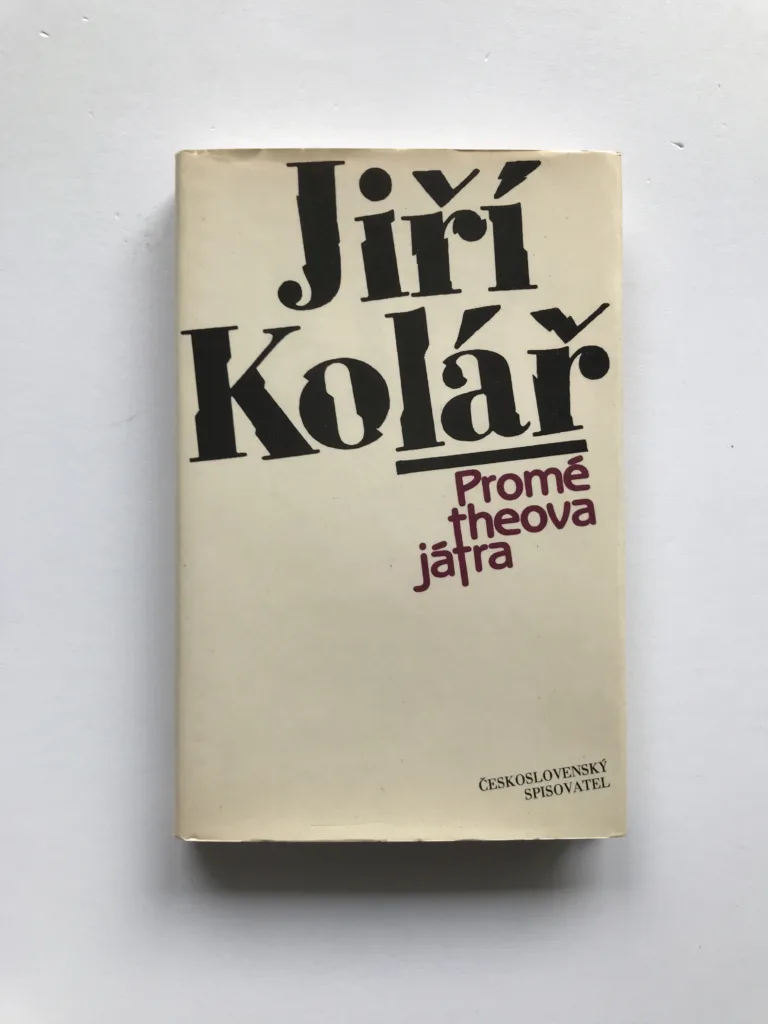 Jiří
Kolář
Promé
theova
játra
ČESKOSLOVENSKÝ
SPISOVATEL